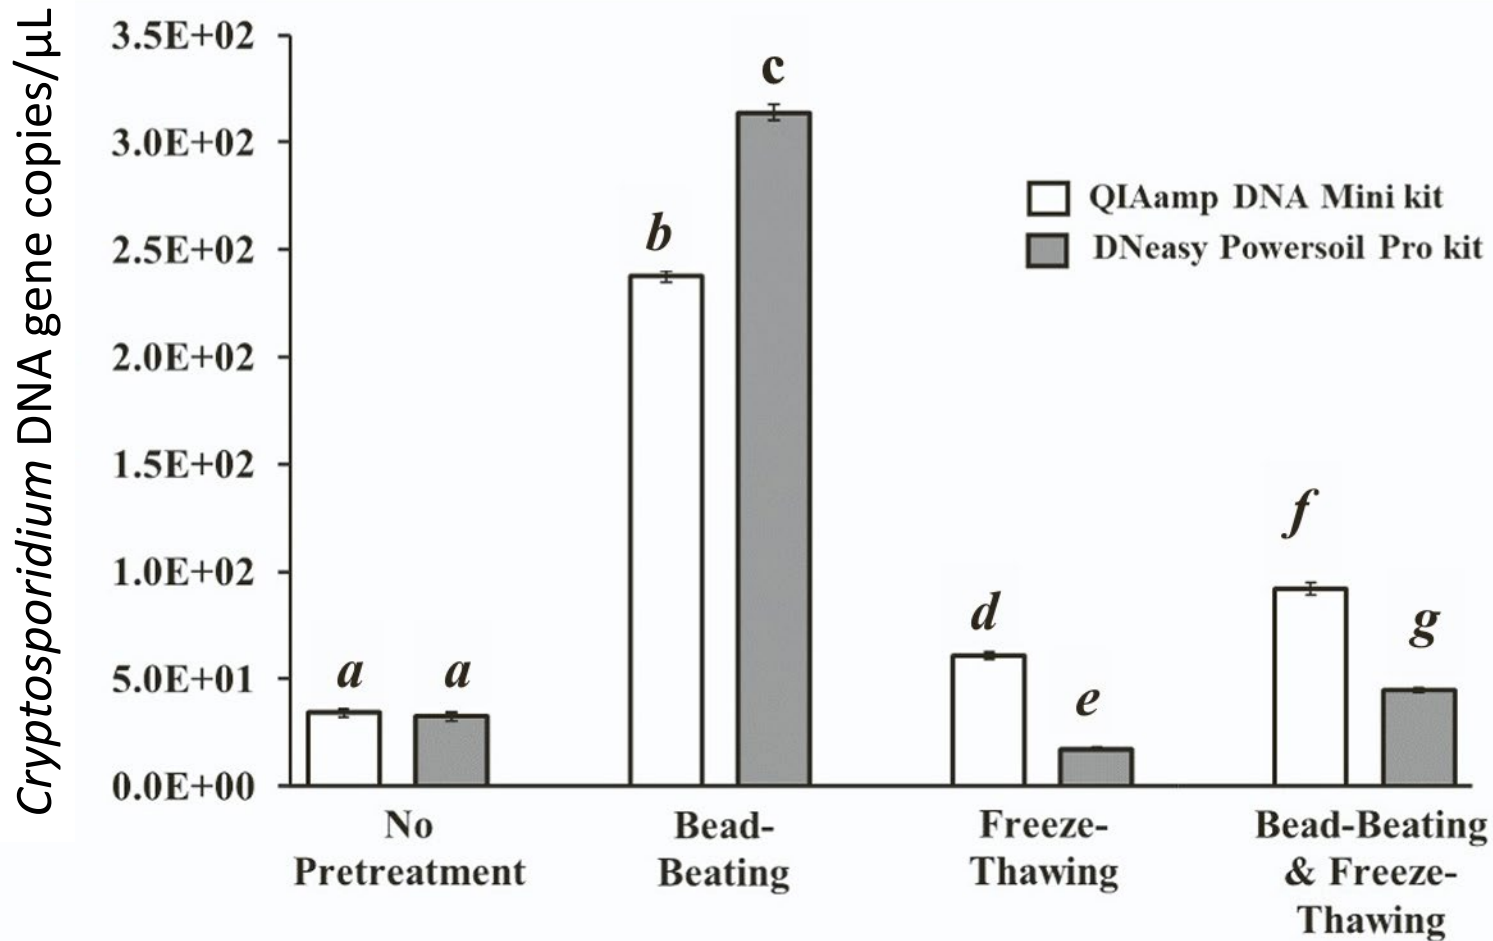 Cryptosporidium DNA gene copies/µL
3.5E+02
3.0E+02
2.5E+02
2.0E+02
1.5E+02
1.0E+02
5.0E+01
0.0E+00
a
a
b
c
d
e
f
g
QIAamp DNA Mini kit
DNeasy Powersoil Pro kit
No
Pretreatment
Bead-
Beating
Freeze-
Thawing
Bead-Beating
& Freeze-
Thawing